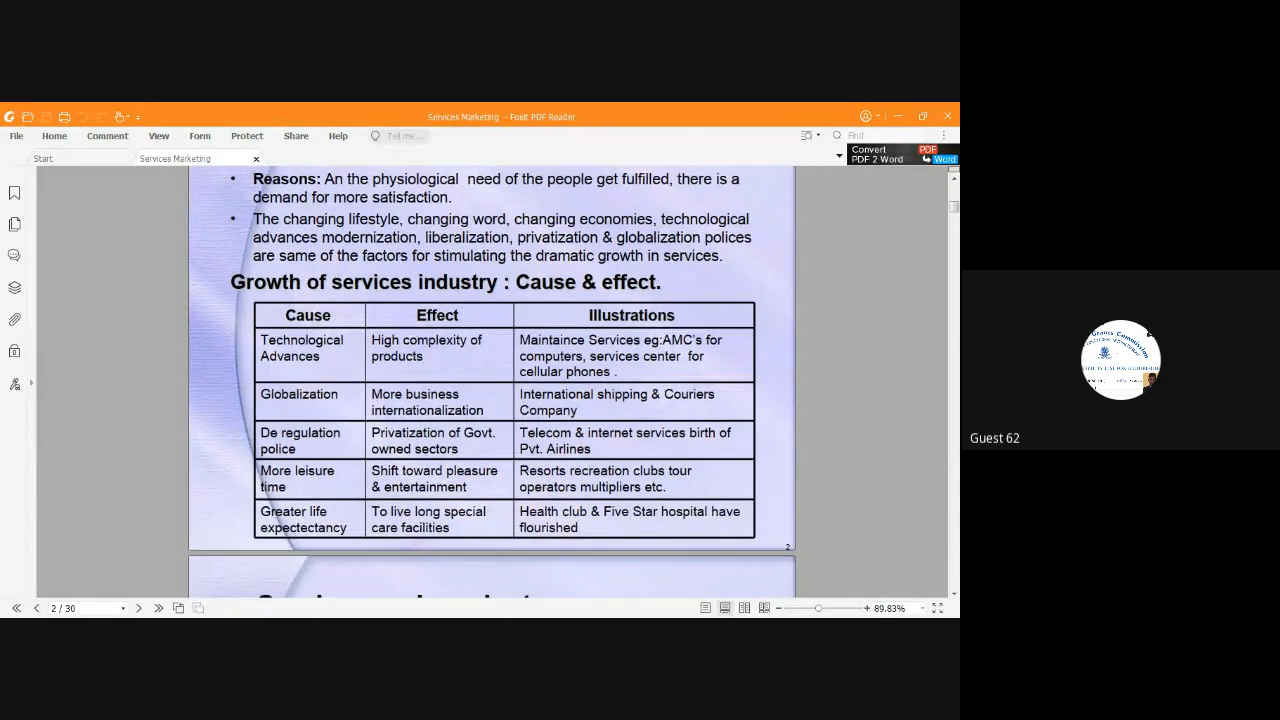 Services Marketing - Foxit PDF Reader
File Home Comment View Form Protect Share Help Tell me... Find
Start Services Marketing
Convert PDF
PDF 2 Word Word
• Reasons: An the physiological need of the people get fulfilled, there is a
demand for more satisfaction.
• The changing lifestyle, changing word, changing economies, technological
advances modernization, liberalization, privatization & globalization polices
are same of the factors for stimulating the dramatic growth in services.
Growth of services industry : Cause & effect.
Cause Effect Illustrations
Technological High complexity of Maintaince Services eg:AMC's for
Advances products computers, services center for
cellular phones .
Globalization More business International shipping & Couriers
internationalization Company
De regulation Privatization of Govt. Telecom & internet services birth of
police owned sectors Pvt. Airlines
More leisure Shift toward pleasure Resorts recreation clubs tour
time & entertainment operators multipliers etc.
Greater life To live long special Health club & Five Star hospital have
expectectancy care facilities flourished
2
2 / 30 89.83%
Grants Commission
Guest 62